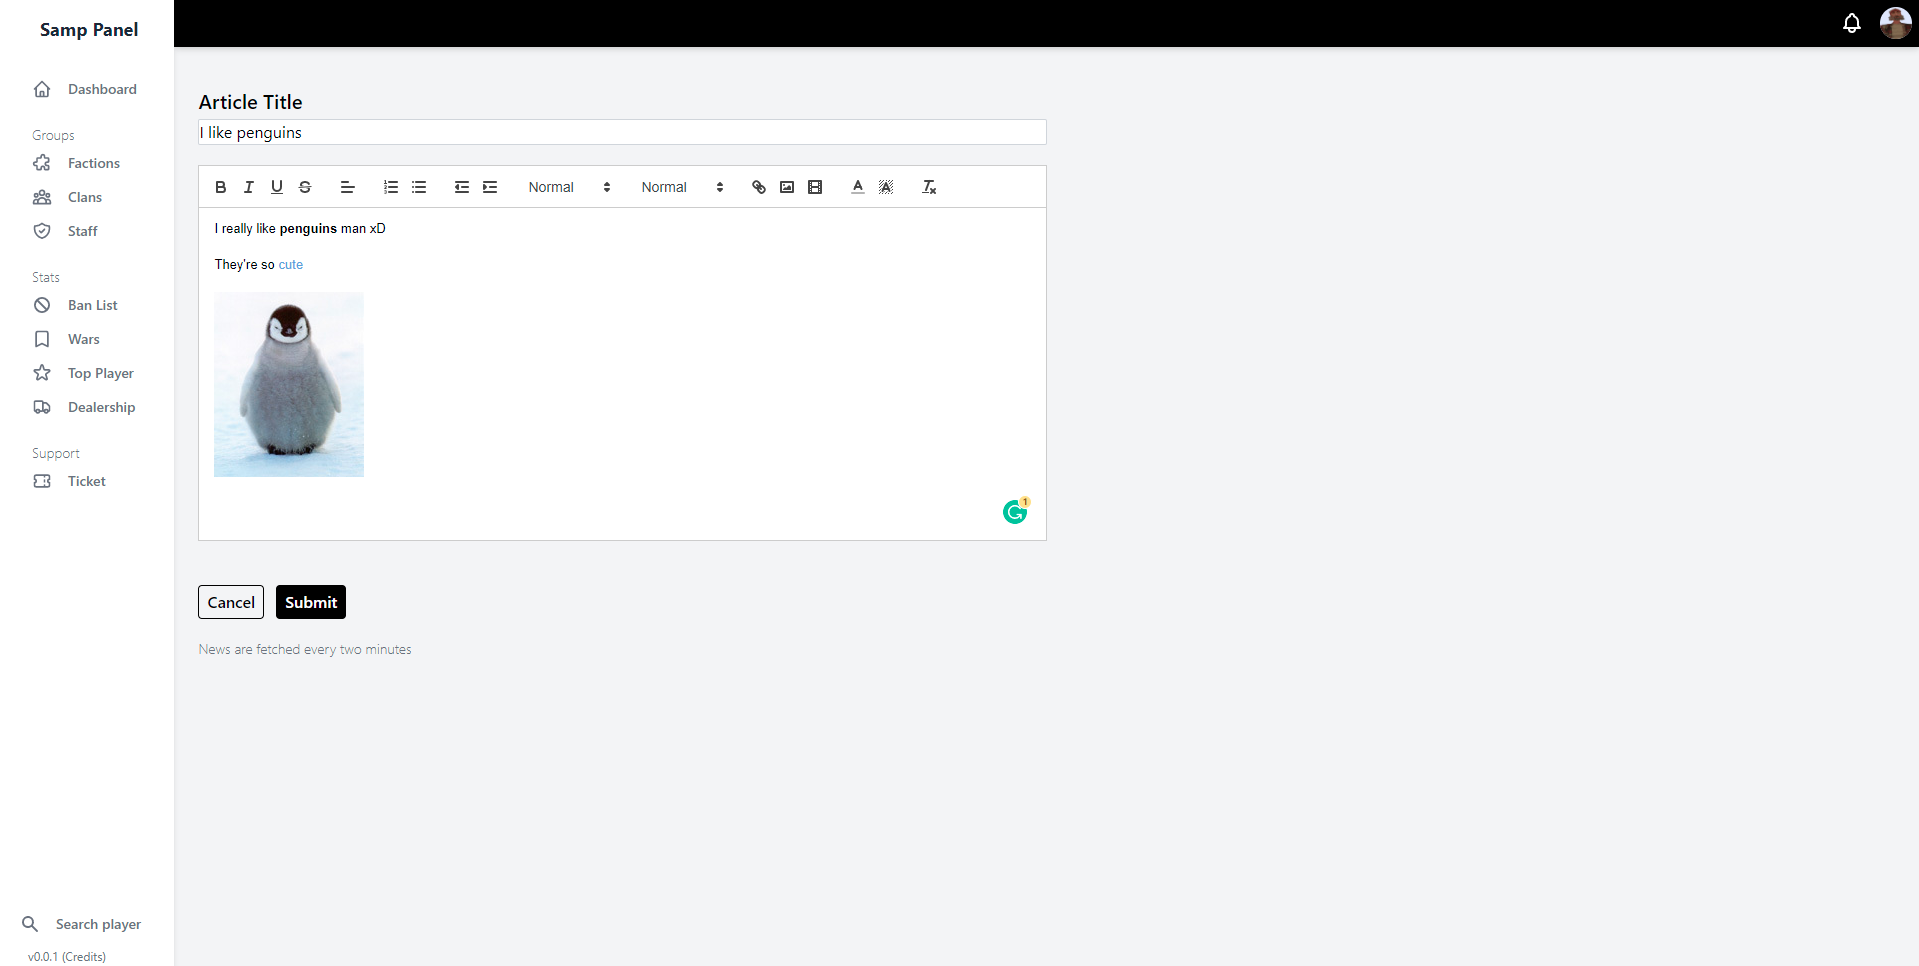 Samp Panel
Dashboard
Groups
Factions
Clans
Staff
Stats
Ban List
Wars
Top Player
Dealership
Support
Ticket
Search player
v0.0.1 (Credits)
Article Title
I like penguins
Normal
Normal
I really like penguins man xD
They're so cute
1
Cancel
Submit
News are fetched every two minutes